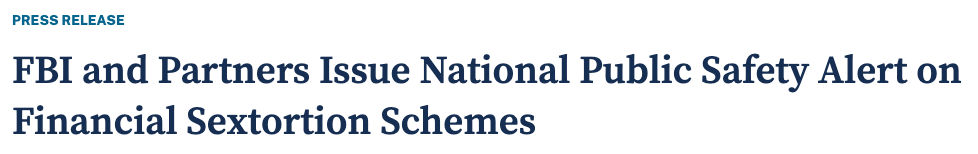 PRESS RELEASE
FBI and Partners Issue National Public Safety Alert on
Financial Sextortion Schemes